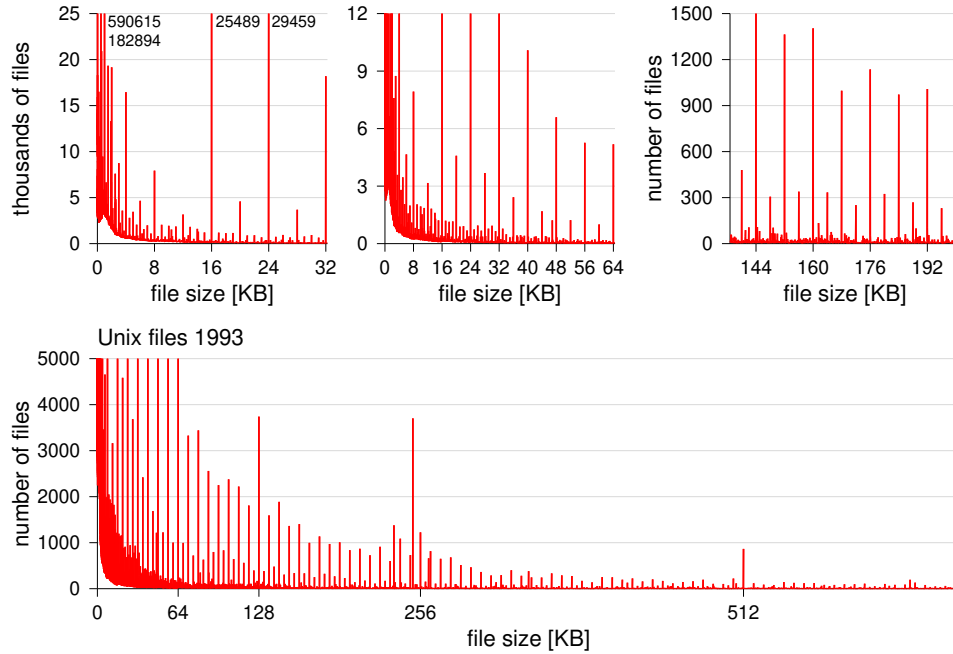 590615
182894
25489
29459
25
20
15
10
5
0
thousands of files
0 8 16 24 32
file size [KB]
12
9
6
3
0
0 8 16 24 32 40 48 56 64
file size [KB]
1500
1200
900
600
300
0
number of files
144 160 176 192
file size [KB]
Unix files 1993
5000
4000
3000
2000
1000
0
number of files
0 64 128 256 512
file size [KB]